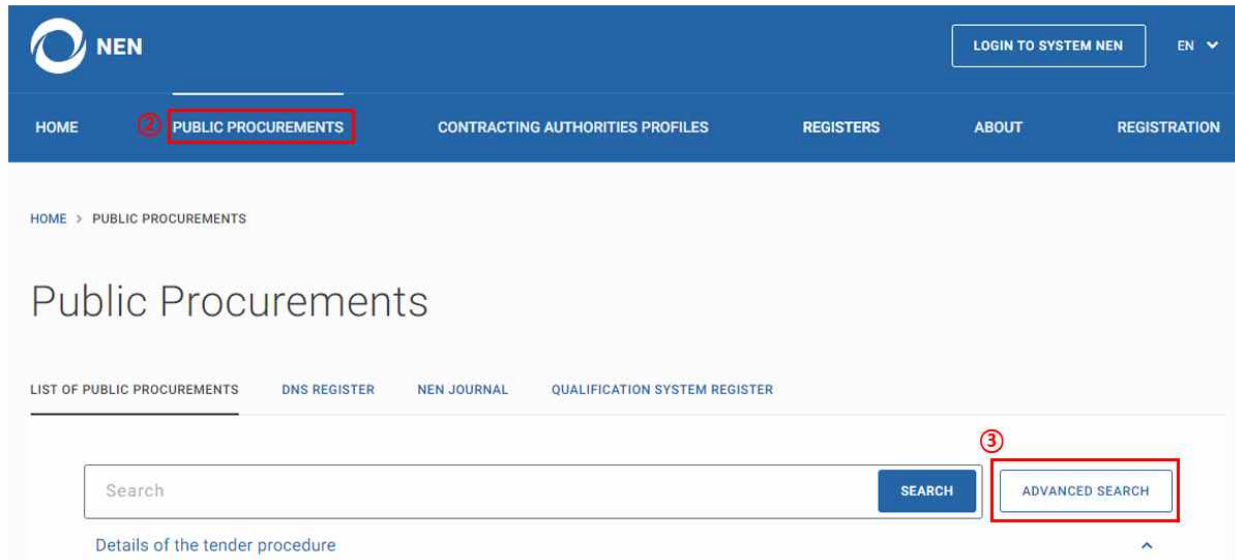 NEN
LOGIN TO SYSTEM NEN EN
HOME ② PUBLIC PROCUREMENTS CONTRACTING AUTHORITIES PROFILES REGISTERS ABOUT REGISTRATION
HOME > PUBLIC PROCUREMENTS
Public Procurements
LIST OF PUBLIC PROCUREMENTS DNS REGISTER NEN JOURNAL QUALIFICATION SYSTEM REGISTER
③
Search SEARCH ADVANCED SEARCH
Details of the tender procedure